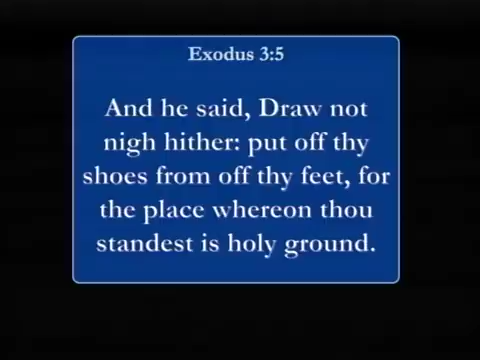 Exodus 3:5
And he said, Draw not
nigh hither: put off thy
shoes from off thy feet, for
the place whereon thou
standest is holy ground.